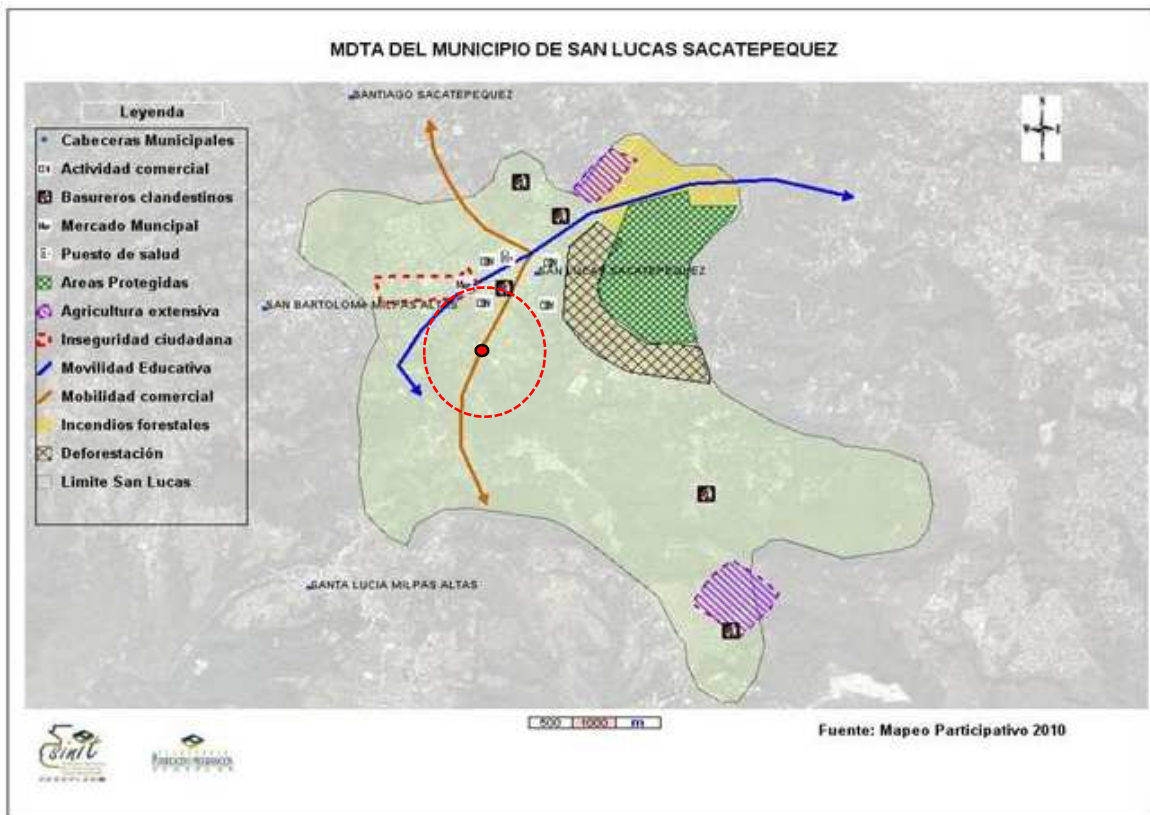 MDTA DEL MUNICIPIO DE SAN LUCAS SACATEPEQUEZ
SANTIAGO SACATEPEQUEZ
Leyenda
Cabeceras Municipales
Actividad comercial
Basureros clandestinos
Mercado Muncipal
Puesto de salud
Areas Protegidas
Agricultura extensiva
Inseguridad ciudadana
Movilidad Educativa
Mobilidad comercial
Incendios forestales
Deforestación
Limite San Lucas
SAN LUCAS SACATEPEQUEZ
SAN BARTOLOMe MILPAS ALTAS
SANTA LUCIA MILPAS ALTAS
500 1000 m
Fuente: Mapeo Participativo 2010
sinit